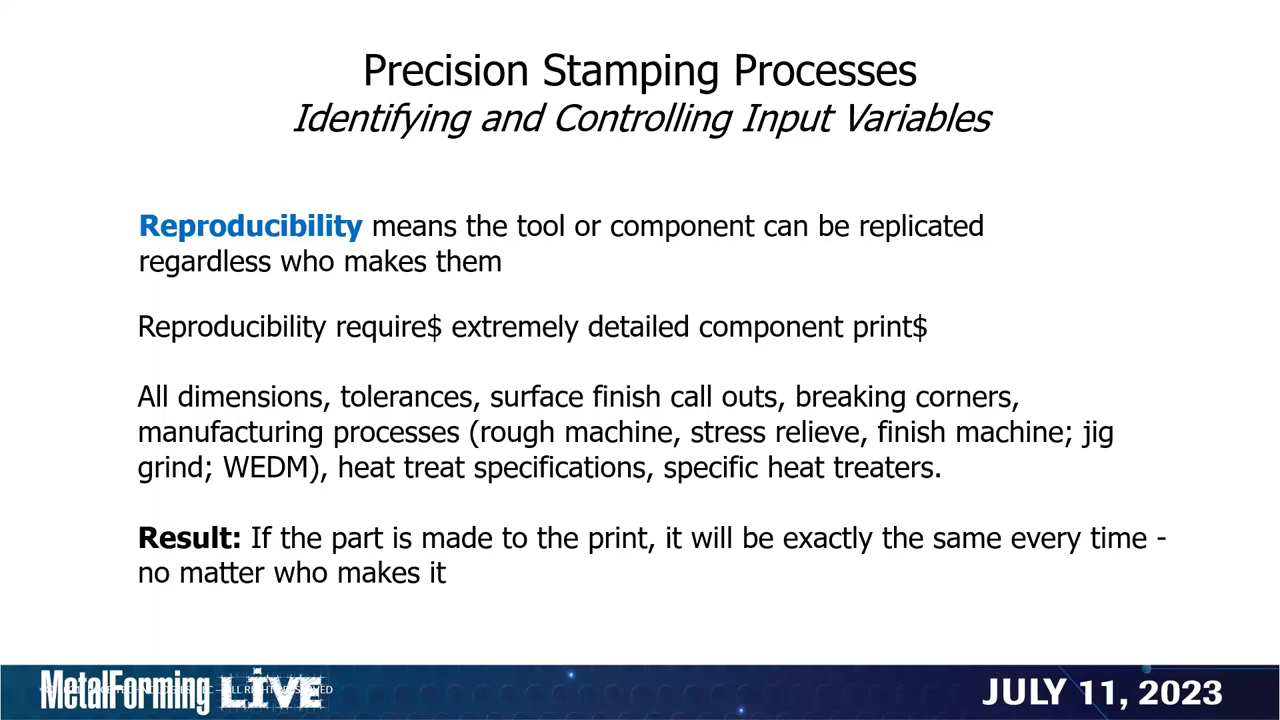 Precision Stamping Processes
Identifying and Controlling Input Variables
Reproducibility means the tool or component can be replicated
regardless who makes them
Reproducibility require$ extremely detailed component print$
All dimensions, tolerances, surface finish call outs, breaking corners,
manufacturing processes (rough machine, stress relieve, finish machine; jig
grind; WEDM), heat treat specifications, specific heat treaters.
Result: If the part is made to the print, it will be exactly the same every time -
no matter who makes it
MetalForming LIVE
JULY 11, 2023